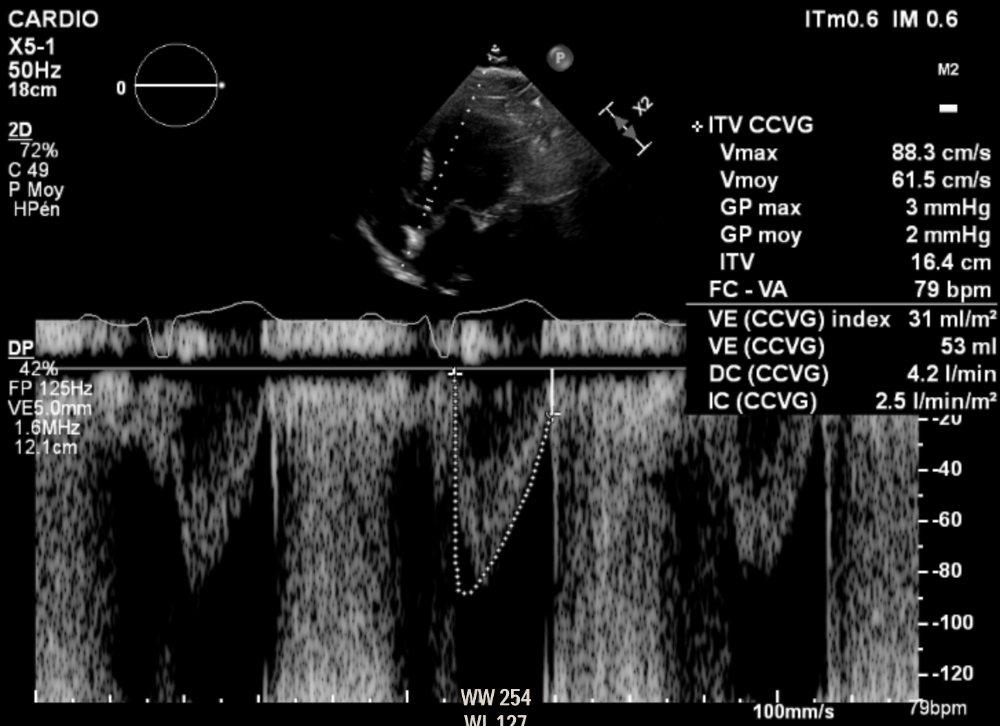 CARDIO
X5-1
50Hz
18cm
0
2D
72%
C 49
P Moy
HPén
P
X2
ITm0.6 IM 0.6
M2
ITV CCVG
Vmax 88.3 cm/s
Vmoy 61.5 cm/s
GP max 3 mmHg
GP moy 2 mmHg
ITV 16.4 cm
FC - VA 79 bpm
VE (CCVG) index 31 ml/m²
VE (CCVG) 53 ml
DC (CCVG) 4.2 l/min
IC (CCVG) 2.5 l/min/m²
DP
42%
FP 125Hz
VE5.0mm
1.6MHz
12.1cm
-20
-40
-60
-80
-100
-120
WW 254
WL 127
100mm/s
79bpm